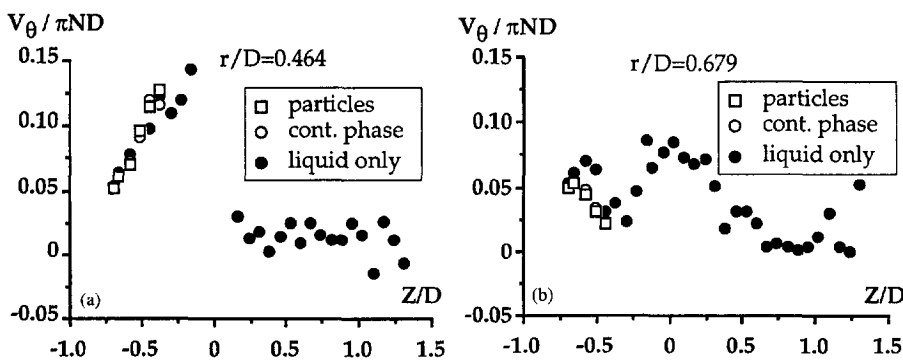 V_θ / πND
0.15
0.10
0.05
0
-0.05
-1.0 -0.5 0 0.5 1.0 1.5
r/D=0.464
particles
cont. phase
liquid only
(a)
Z/D
V_θ / πND
0.15
0.10
0.05
0
-0.05
-1.0 -0.5 0 0.5 1.0 1.5
r/D=0.679
particles
cont. phase
liquid only
(b)
Z/D